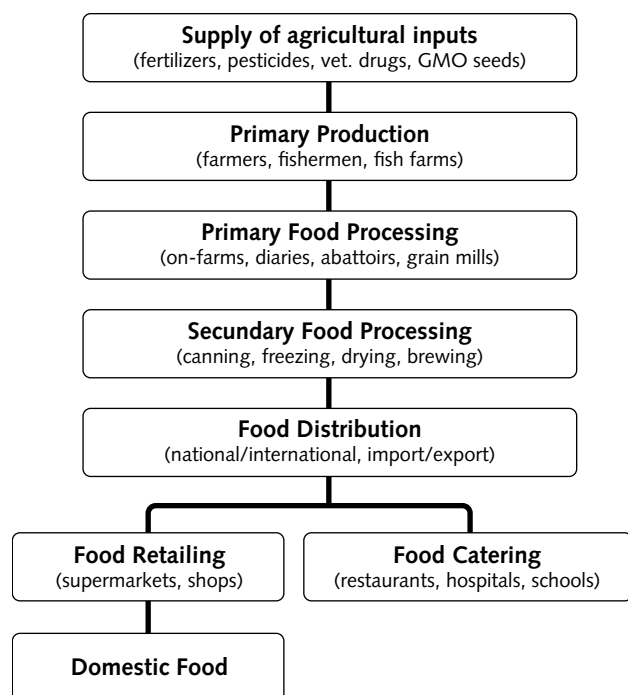 Supply of agricultural inputs
(fertilizers, pesticides, vet. drugs, GMO seeds)
Primary Production
(farmers, fishermen, fish farms)
Primary Food Processing
(on-farms, diaries, abattoirs, grain mills)
Secundary Food Processing
(canning, freezing, drying, brewing)
Food Distribution
(national/international, import/export)
Food Retailing
(supermarkets, shops)
Food Catering
(restaurants, hospitals, schools)
Domestic Food